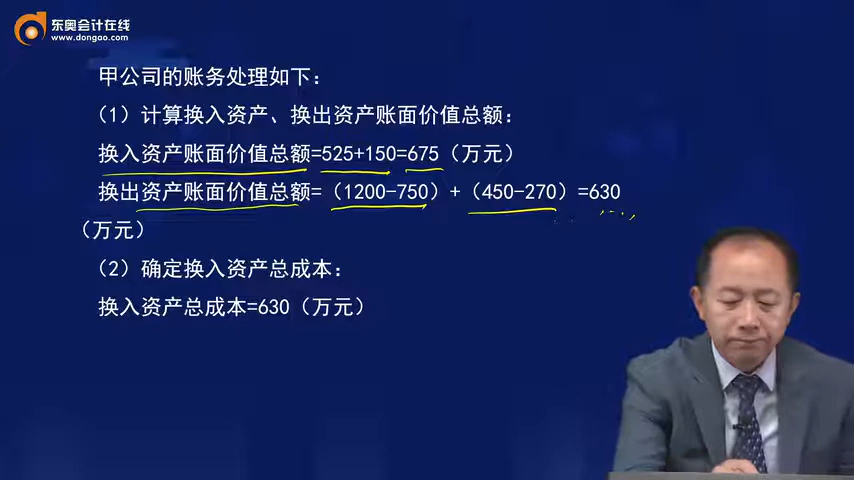 东奥会计在线
www.dongao.com
甲公司的账务处理如下：
（1）计算换入资产、换出资产账面价值总额：
换入资产账面价值总额=525+150=675（万元）
换出资产账面价值总额=（1200-750）+（450-270）=630
（万元）
（2）确定换入资产总成本：
换入资产总成本=630（万元）